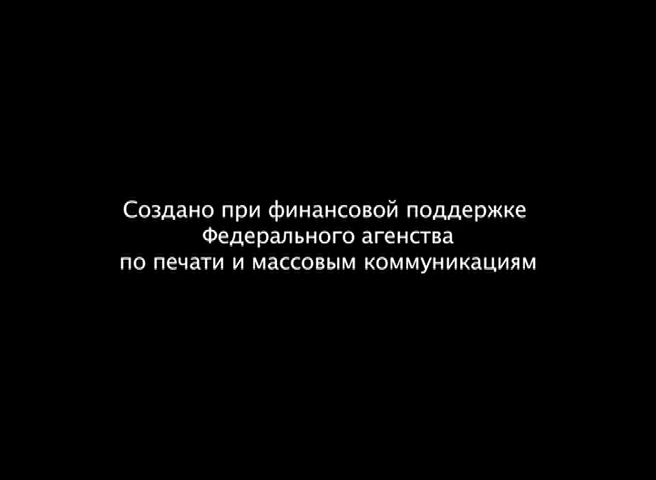 Создано при финансовой поддержке
Федерального агенства
по печати и массовым коммуникациям